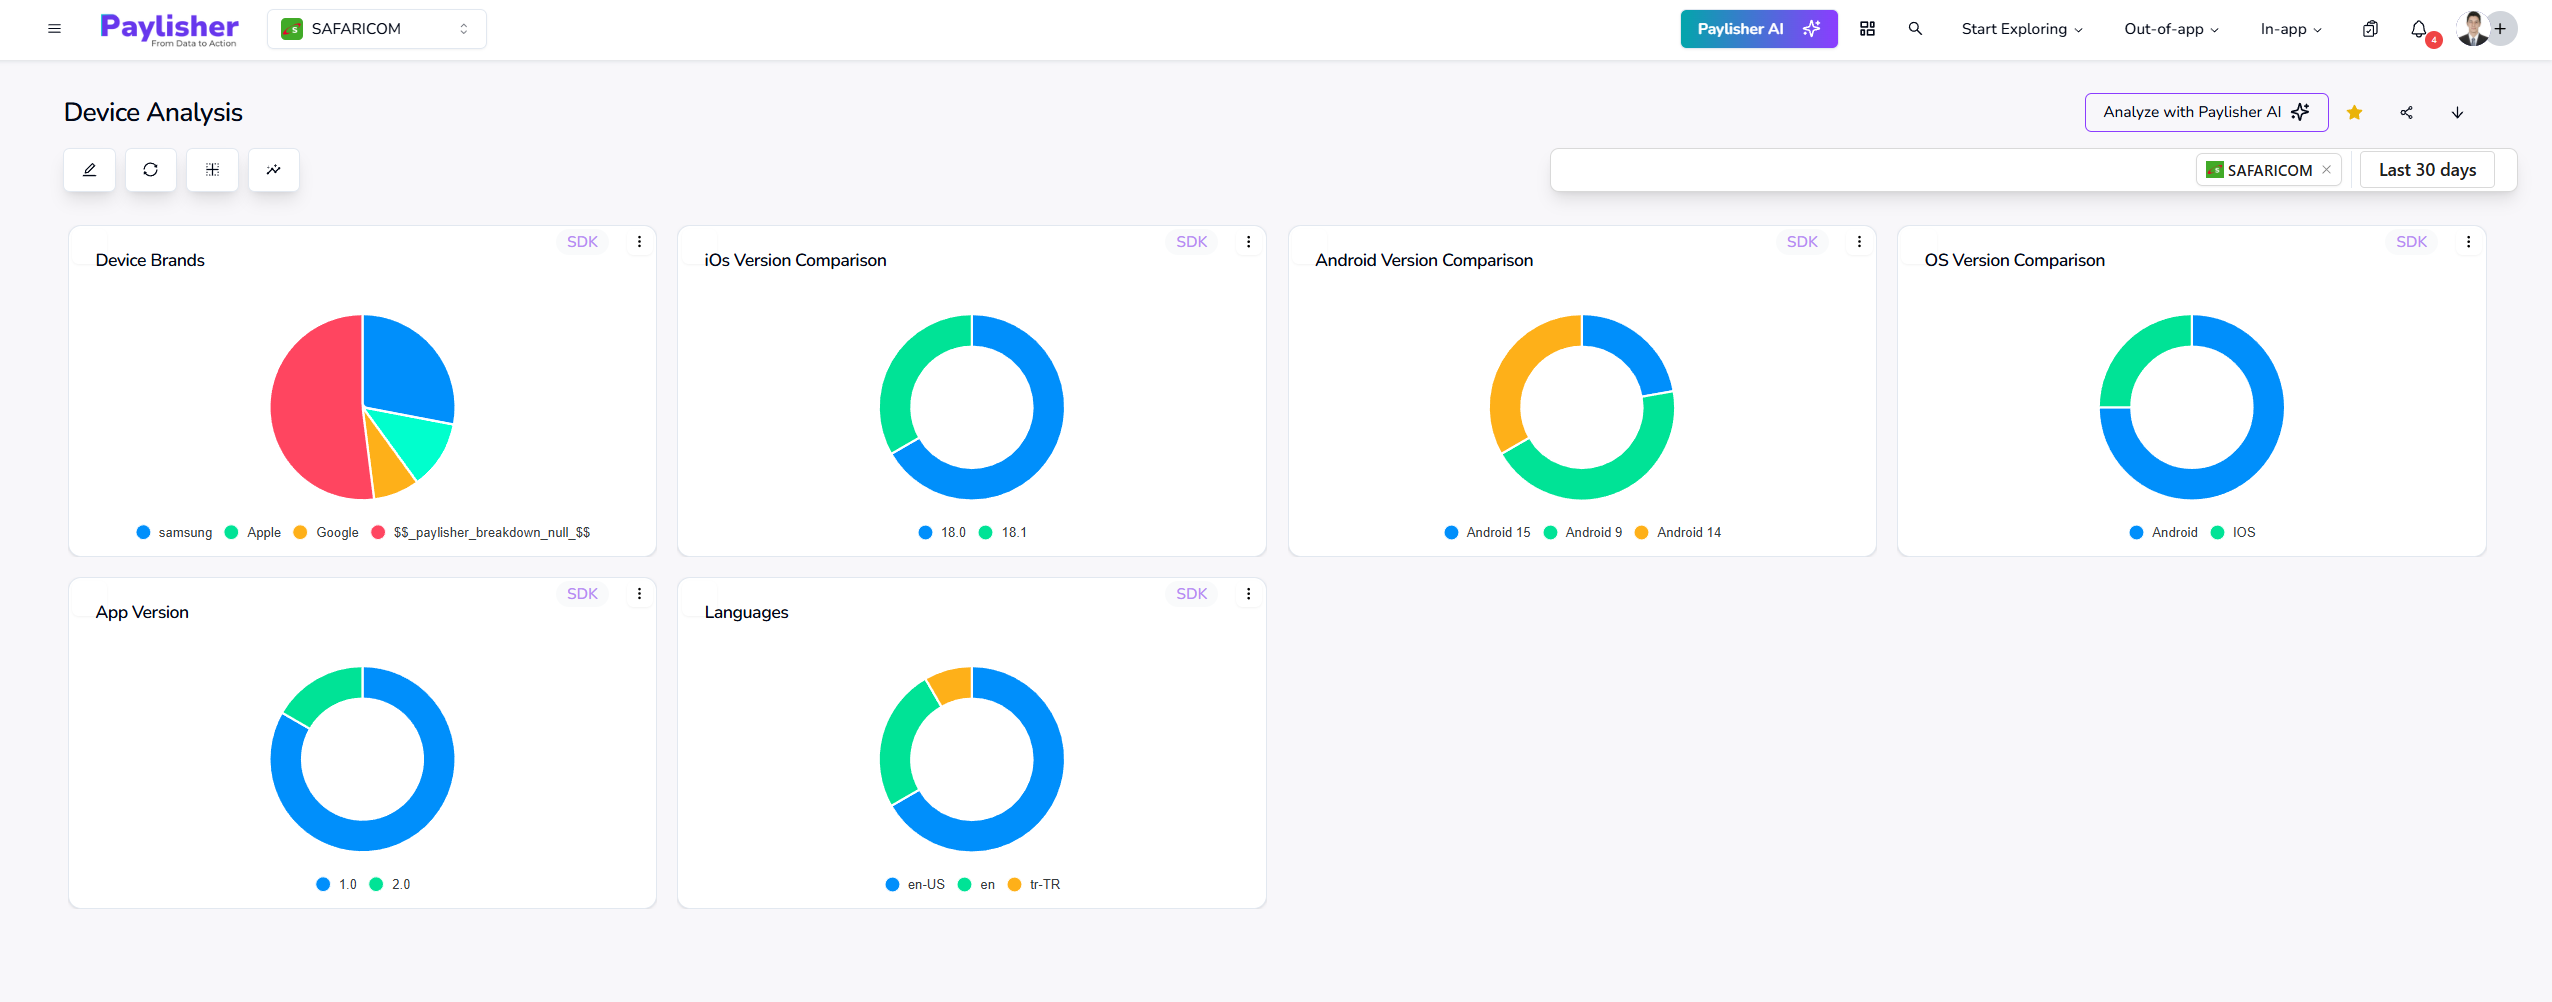 Paylisher
From Data to Action
SAFARICOM
Paylisher AI
Start Exploring
Out-of-app
In-app
4
Device Analysis
Analyze with Paylisher AI
SAFARICOM
Last 30 days
SDK
Device Brands
samsung
Apple
Google
$$_paylisher_breakdown_null_$$
SDK
iOs Version Comparison
18.0
18.1
SDK
Android Version Comparison
Android 15
Android 9
Android 14
SDK
OS Version Comparison
Android
IOS
SDK
App Version
1.0
2.0
SDK
Languages
en-US
en
tr-TR